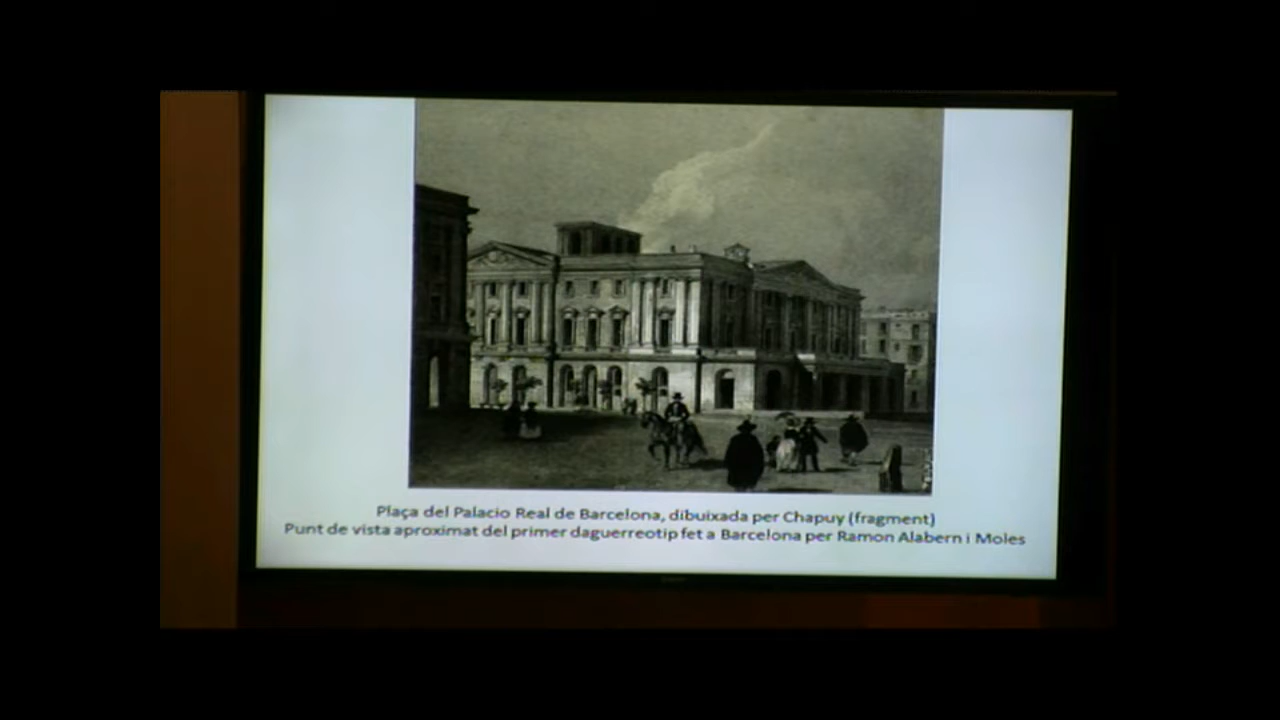 Plaça del Palacio Real de Barcelona, dibuixada per Chapuy (fragment)
Punt de vista aproximat del primer daguerreotip fet a Barcelona per Ramon Alabern i Moles